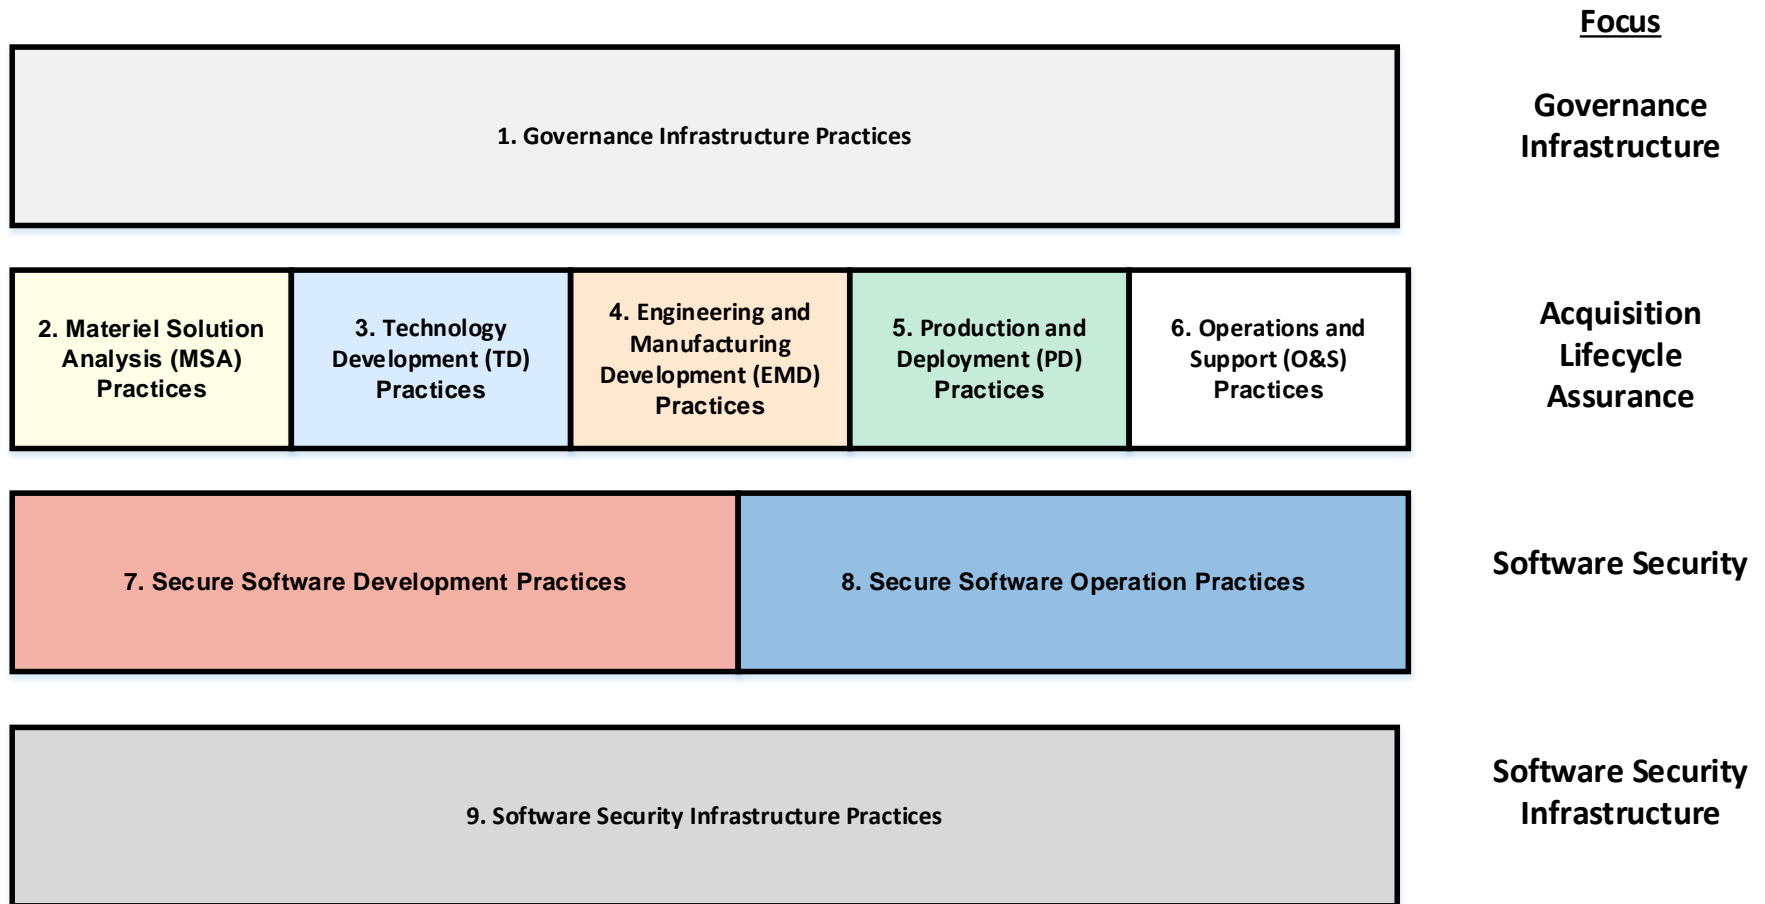 Focus
1. Governance Infrastructure Practices
Governance
Infrastructure
2. Materiel Solution
Analysis (MSA)
Practices
3. Technology
Development (TD)
Practices
4. Engineering and
Manufacturing
Development (EMD)
Practices
5. Production and
Deployment (PD)
Practices
6. Operations and
Support (O&S)
Practices
Acquisition
Lifecycle
Assurance
7. Secure Software Development Practices
8. Secure Software Operation Practices
Software Security
9. Software Security Infrastructure Practices
Software Security
Infrastructure